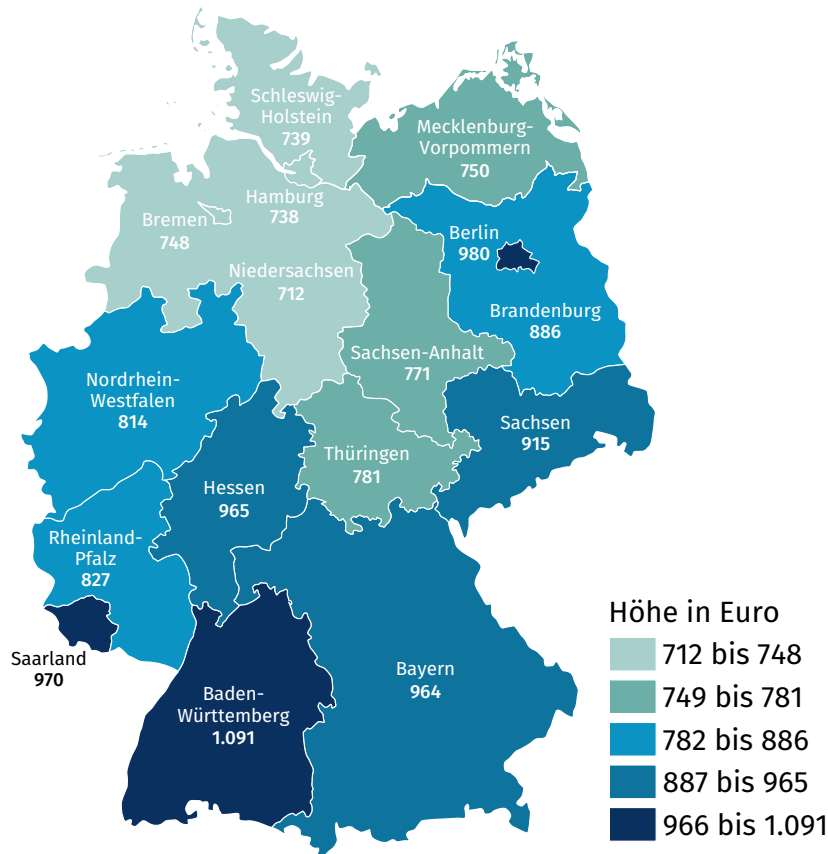 Schleswig-
Holstein
739
Mecklenburg-
Vorpommern
750
Hamburg
738
Bremen
748
Berlin
980
Niedersachsen
712
Brandenburg
886
Sachsen-Anhalt
771
Nordrhein-
Westfalen
814
Sachsen
915
Thüringen
781
Hessen
965
Rheinland-
Pfalz
827
Saarland
970
Bayern
964
Baden-
Württemberg
1.091
Höhe in Euro
712 bis 748
749 bis 781
782 bis 886
887 bis 965
966 bis 1.091